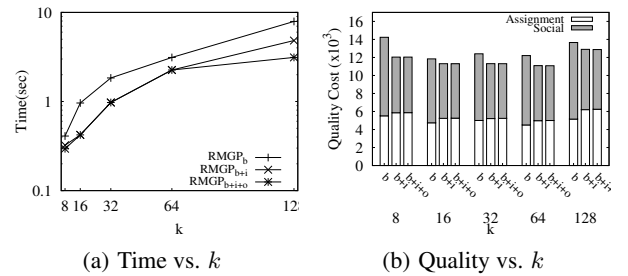 10
1
0.1
Time(sec)
RMGP_b
RMGP_b+i
RMGP_b+i+o
8 16 32 64 128
k
(a) Time vs. k
16
14
12
10
8
6
4
2
0
Quality Cost (x10^3)
Assignment
Social
b b+i b+i+o b b+i b+i+o b b+i b+i+o b b+i b+i+o b b+i b+i+o
8 16 32 64 128
k
(b) Quality vs. k